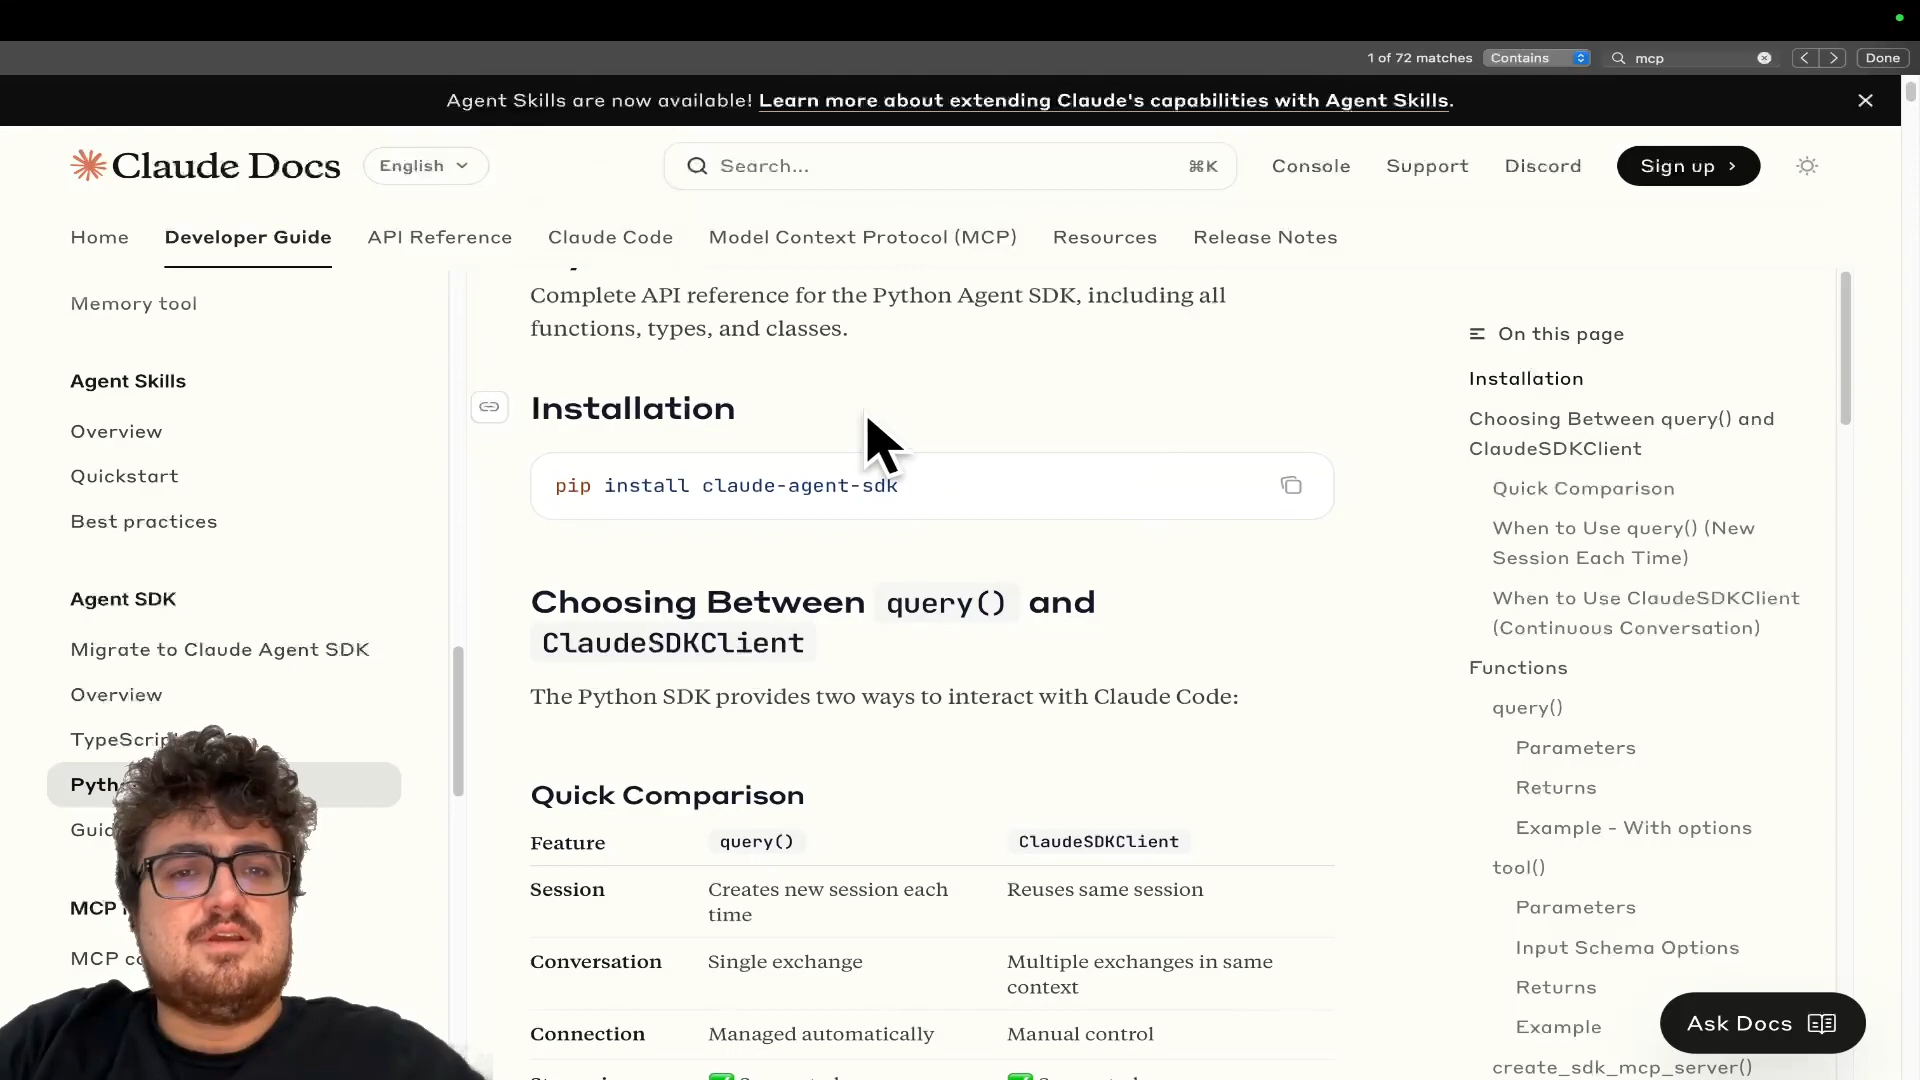 1 of 72 matches
Contains
mcp
Done
Agent Skills are now available! Learn more about extending Claude's capabilities with Agent Skills.
Claude Docs
English
Search...
⌘K
Console
Support
Discord
Sign up
Home
Developer Guide
API Reference
Claude Code
Model Context Protocol (MCP)
Resources
Release Notes
Memory tool
Agent Skills
Overview
Quickstart
Best practices
Agent SDK
Migrate to Claude Agent SDK
Overview
Complete API reference for the Python Agent SDK, including all
functions, types, and classes.
Installation
pip install claude-agent-sdk
Choosing Between query() and
ClaudeSDKClient
The Python SDK provides two ways to interact with Claude Code:
Quick Comparison
Feature query() ClaudeSDKClient
Session Creates new session each Reuses same session
time
Conversation Single exchange Multiple exchanges in same
context
Connection Managed automatically Manual control
On this page
Installation
Choosing Between query() and
ClaudeSDKClient
Quick Comparison
When to Use query() (New
Session Each Time)
When to Use ClaudeSDKClient
(Continuous Conversation)
Functions
query()
Parameters
Returns
Example - With options
tool()
Parameters
Input Schema Options
Returns
Example
create_sdk_mcp_server()
Ask Docs
MCP
MCP